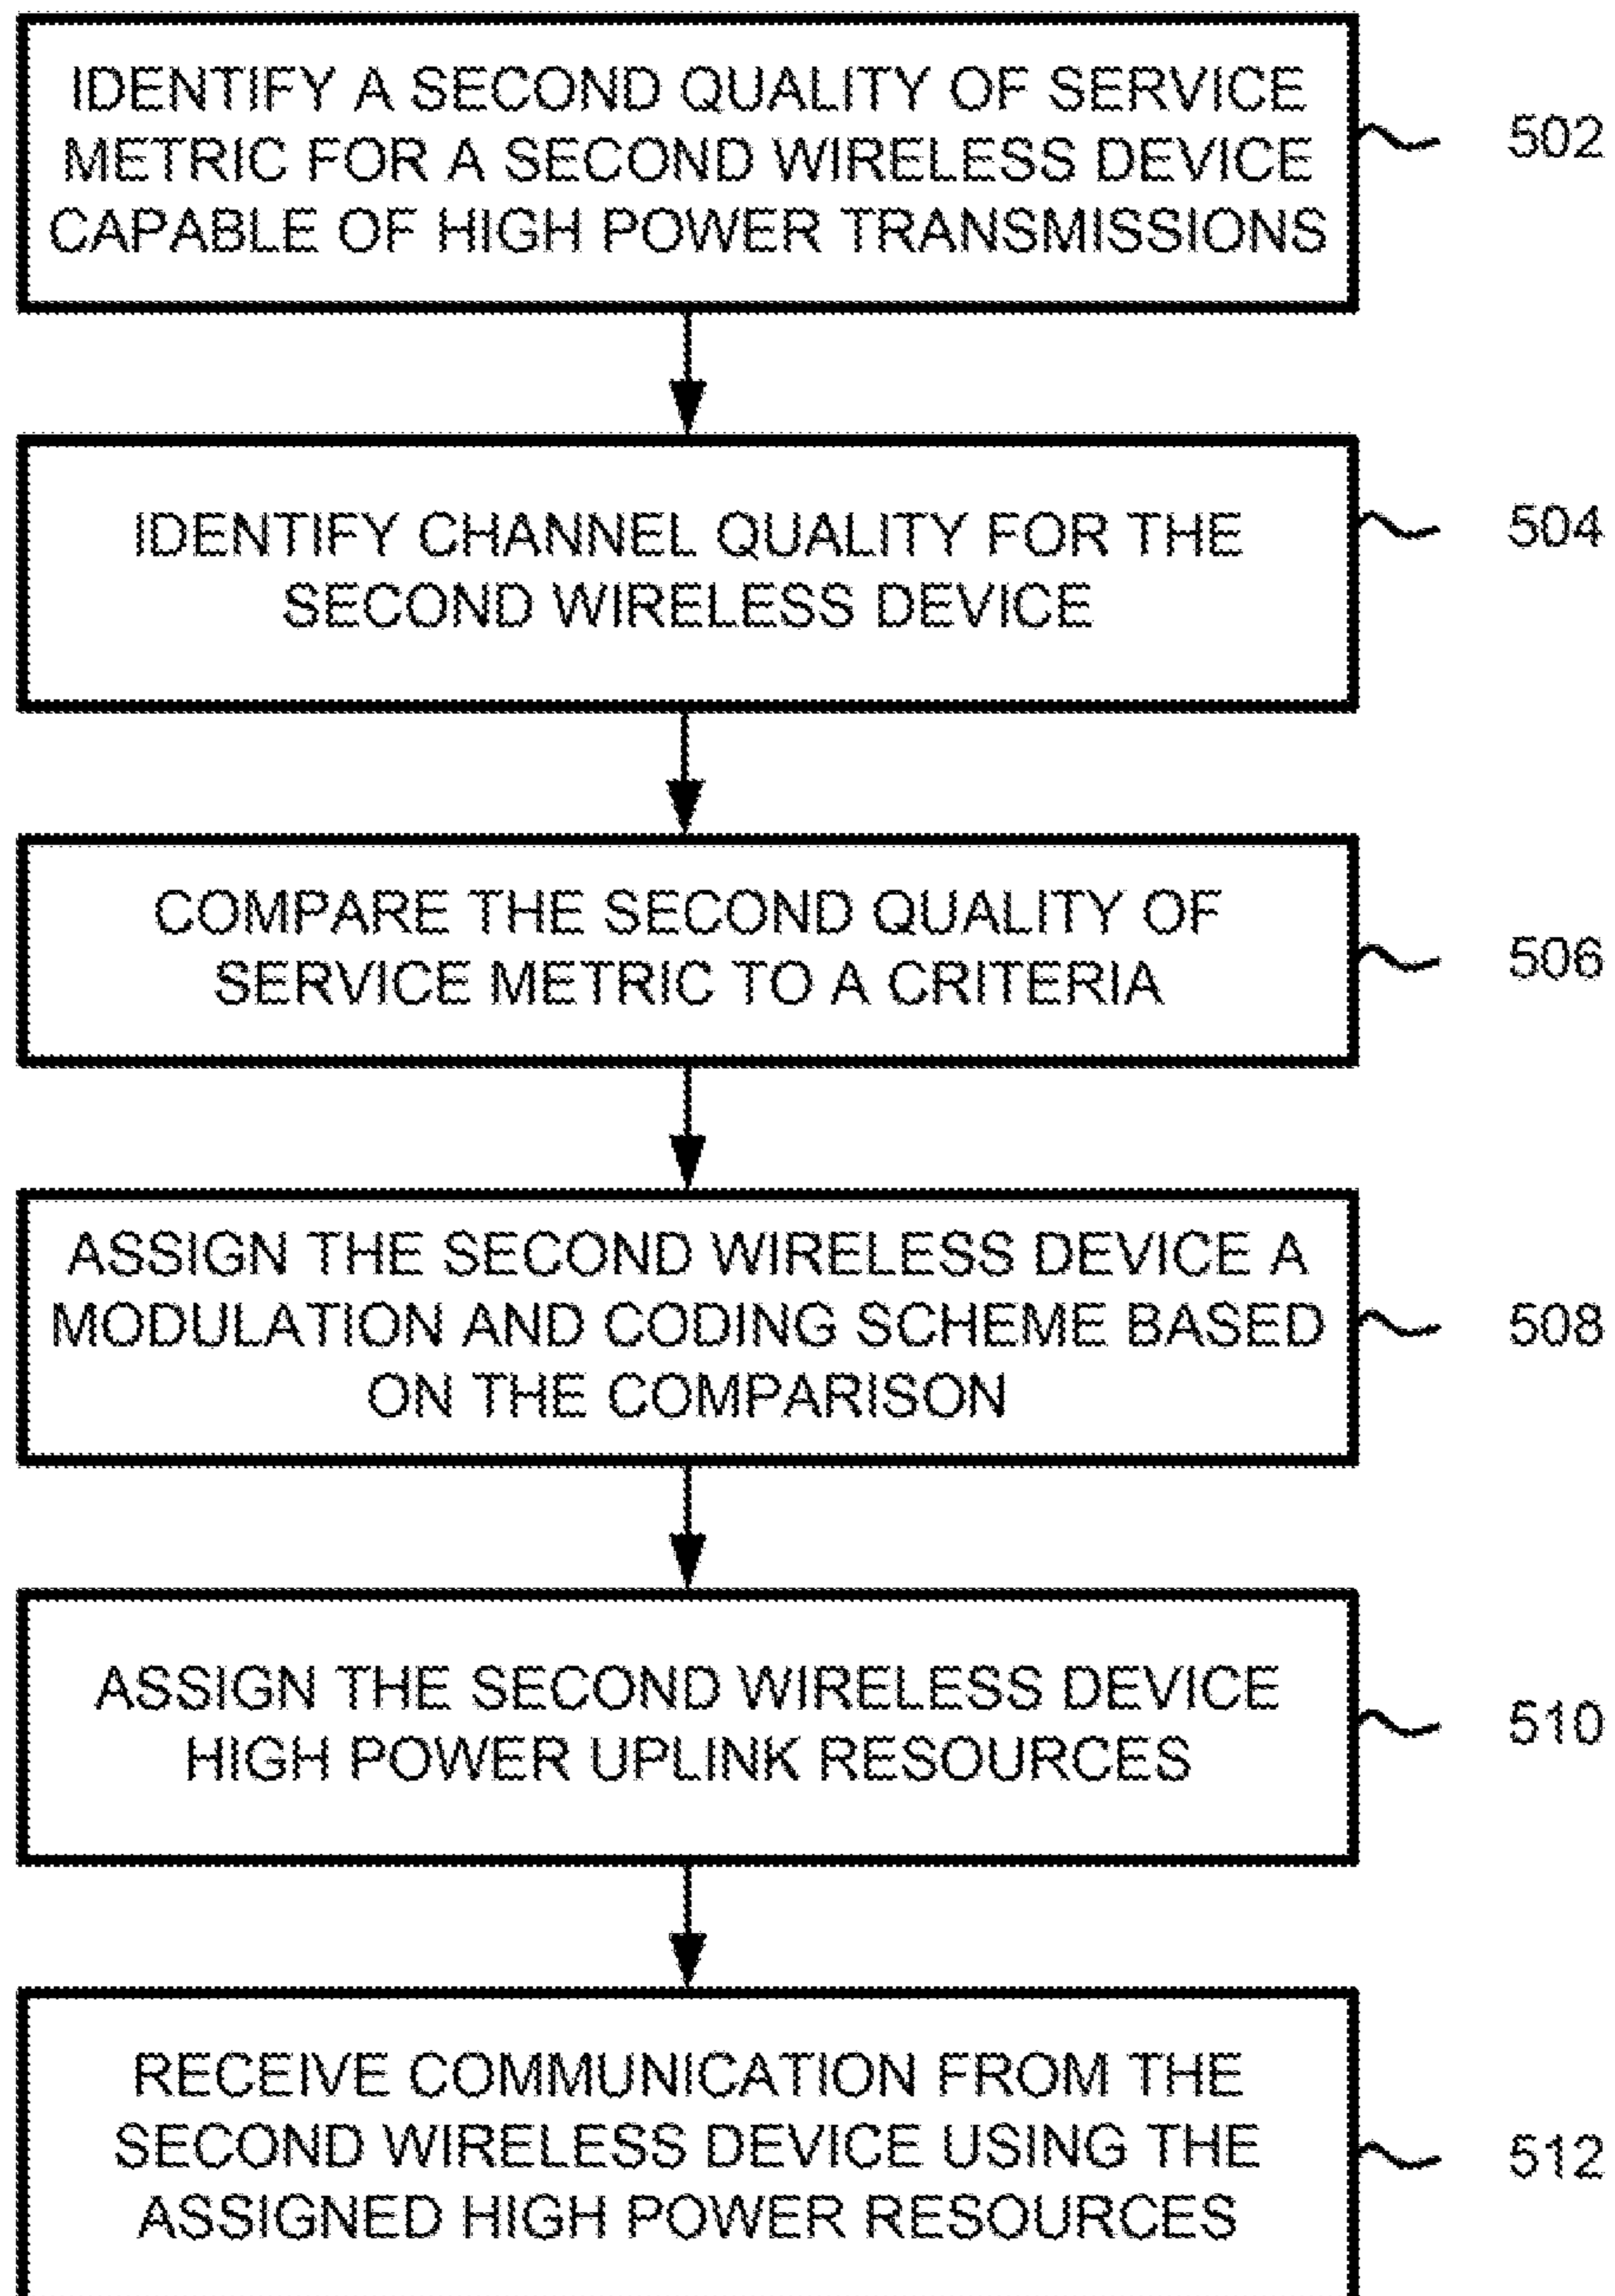 IDENTIFY A SECOND QUALITY OF SERVICE
METRIC FOR A SECOND WIRELESS DEVICE
CAPABLE OF HIGH POWER TRANSMISSIONS
502
IDENTIFY CHANNEL QUALITY FOR THE
SECOND WIRELESS DEVICE
504
COMPARE THE SECOND QUALITY OF
SERVICE METRIC TO A CRITERIA
506
ASSIGN THE SECOND WIRELESS DEVICE A
MODULATION AND CODING SCHEME BASED
ON THE COMPARISON
508
ASSIGN THE SECOND WIRELESS DEVICE
HIGH POWER UPLINK RESOURCES
510
RECEIVE COMMUNICATION FROM THE
SECOND WIRELESS DEVICE USING THE
ASSIGNED HIGH POWER RESOURCES
512